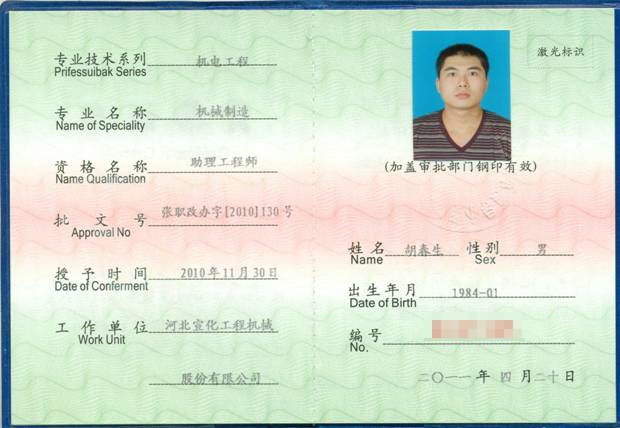 专业技术系列 机电工程
Prifessuibak Series
专业名称 机械制造
Name of Speciality
资格名称 助理工程师
Name Qualification
批文号 张职改办字[2010]130号
Approval No
授予时间 2010年11月30日
Date of Conferment
工作单位 河北宣化工程机械
Work Unit
股份有限公司
激光标识
(加盖审批部门钢印有效)
姓名 胡春生 性别 男
Name Sex
出生年月 1984-01
Date of Birth
编号
No.
二〇一一年四月二十日